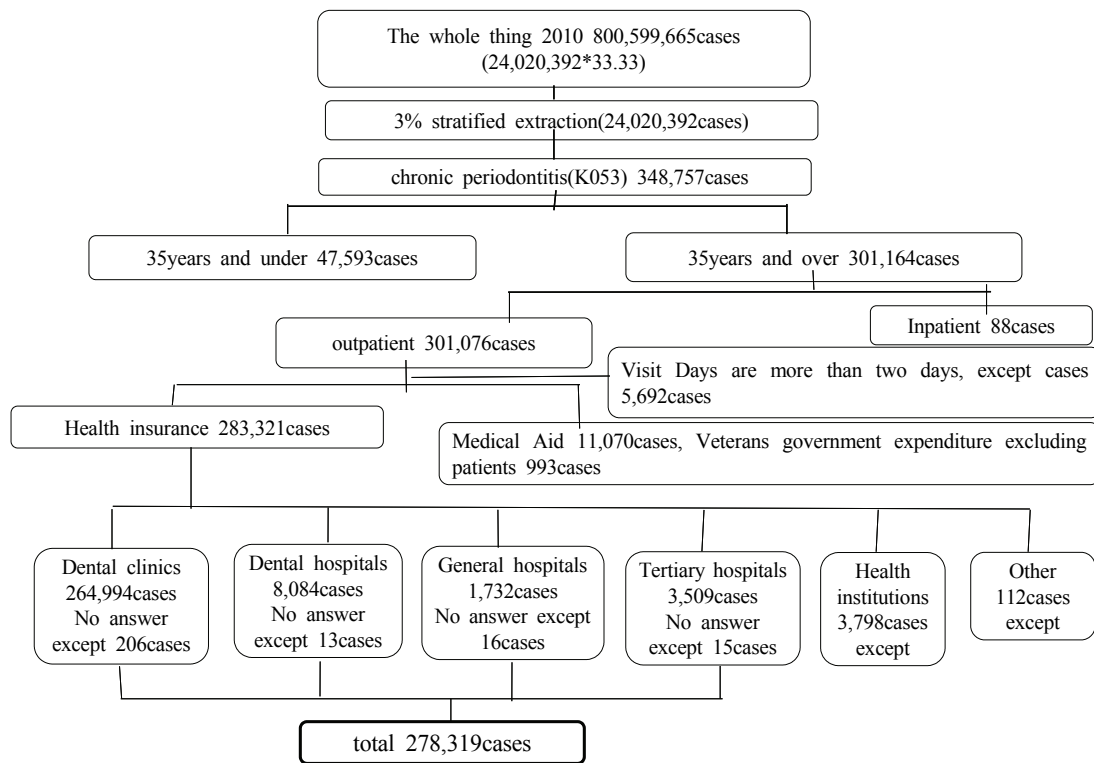 The whole thing 2010 800,599,665cases
(24,020,392*33.33)
3% stratified extraction(24,020,392cases)
chronic periodontitis(K053) 348,757cases
35years and under 47,593cases
35years and over 301,164cases
Inpatient 88cases
outpatient 301,076cases
Visit Days are more than two days, except cases
5,692cases
Health insurance 283,321cases
Medical Aid 11,070cases, Veterans government expenditure excluding
patients 993cases
Dental clinics
264,994cases
No answer
except 206cases
Dental hospitals
8,084cases
No answer
except 13cases
General hospitals
1,732cases
No answer except
16cases
Tertiary hospitals
3,509cases
No answer
except 15cases
Health
institutions
3,798cases
except
Other
112cases
except
total 278,319cases